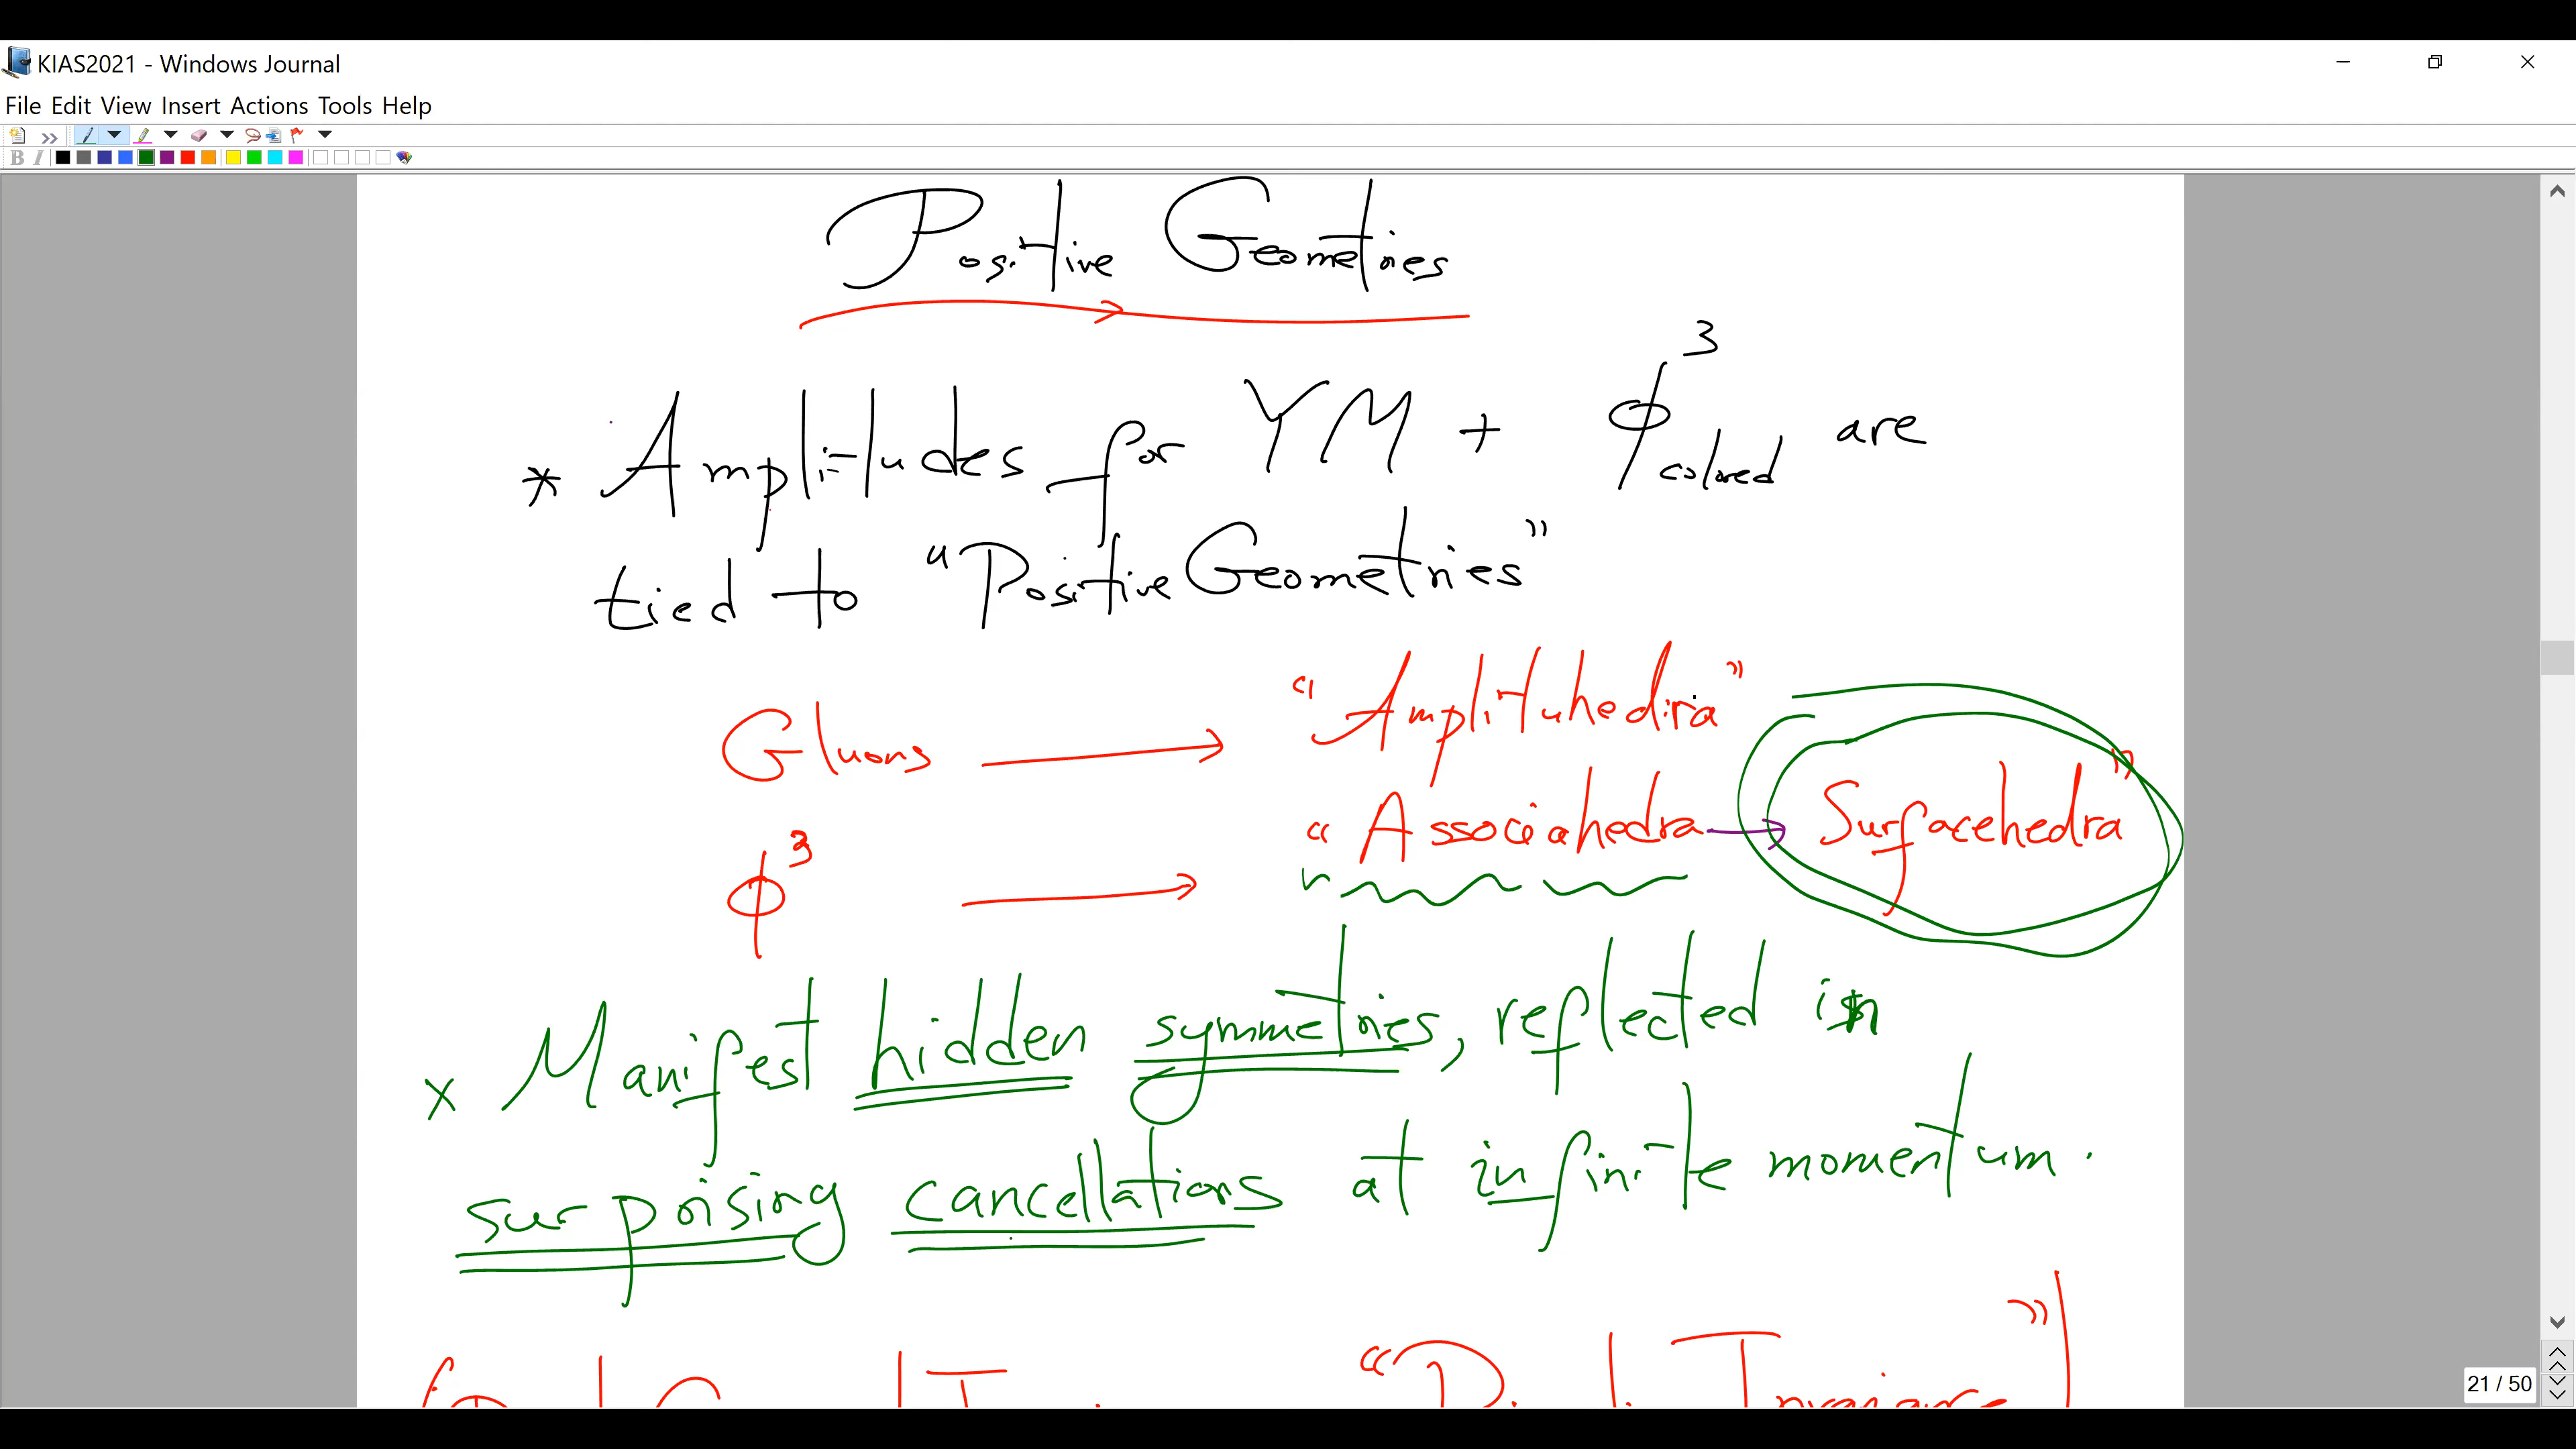 KIAS2021 - Windows Journal
File Edit View Insert Actions Tools Help
B I
Positive Geometries
* Amplitudes for YM + ϕ³ colored are
tied to "Positive Geometries"
Gluons → "Amplituhedra"
ϕ³ → "Associahedra → Surfacehedra"
x Manifest hidden symmetries, reflected in
surprising cancellations at infinite momentum.
21 / 50